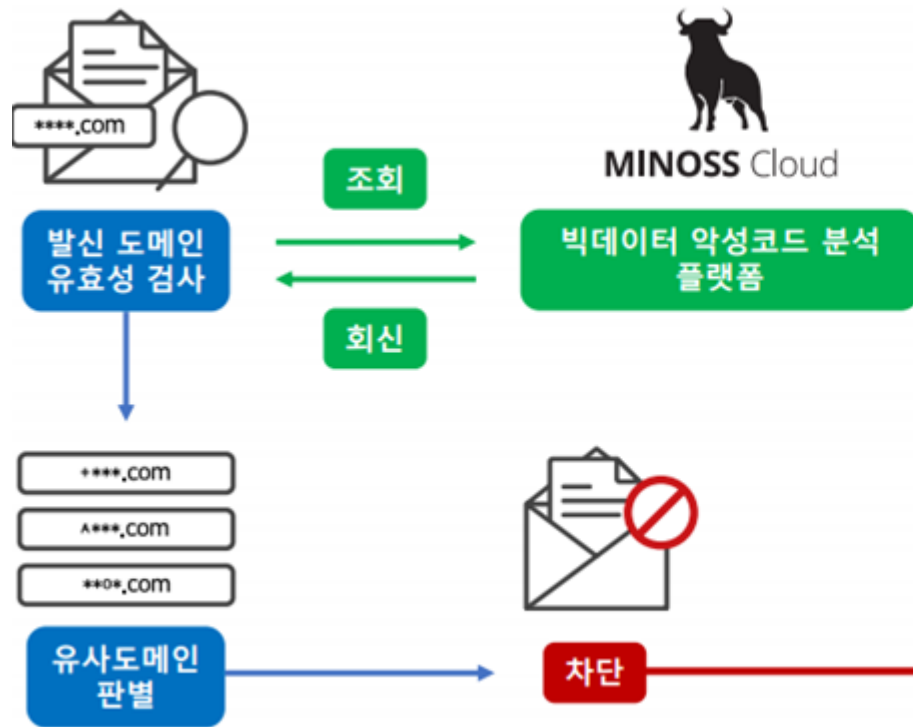 ****.com
MINOSS Cloud
조회
발신 도메인
유효성 검사
빅데이터 악성코드 분석
플랫폼
회신
+***.com
^***.com
**o*.com
유사도메인
판별
차단